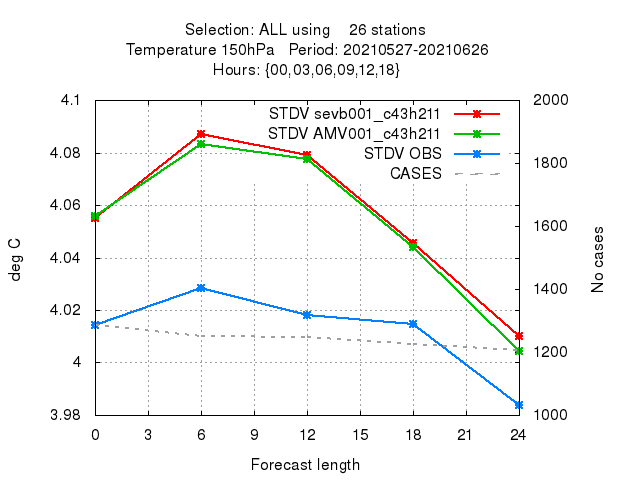 Selection: ALL using 26 stations
Temperature 150hPa Period: 20210527-20210626
Hours: {00,03,06,09,12,18}
4.1
4.08
4.06
4.04
4.02
4
3.98
deg C
STDV sevb001_c43h211
STDV AMV001_c43h211
STDV OBS
CASES
2000
1800
1600
1400
1200
1000
No cases
0 3 6 9 12 15 18 21 24
Forecast length